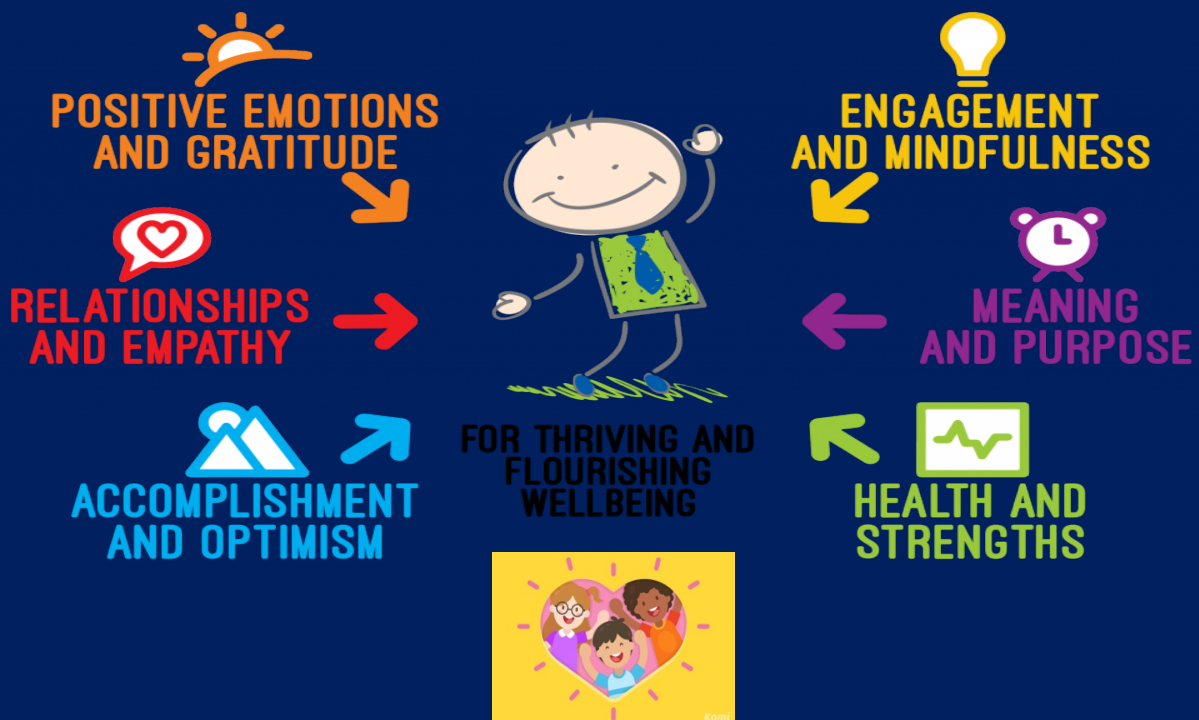 POSITIVE EMOTIONS
AND GRATITUDE
ENGAGEMENT
AND MINDFULNESS
RELATIONSHIPS
AND EMPATHY
MEANING
AND PURPOSE
ACCOMPLISHMENT
AND OPTIMISM
FOR THRIVING AND
FLOURISHING
WELLBEING
HEALTH AND
STRENGTHS
Kami